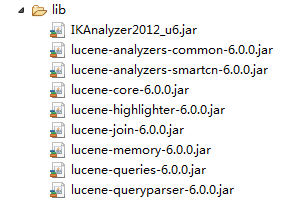 lib
IKAnalyzer2012_u6.jar
lucene-analyzers-common-6.0.0.jar
lucene-analyzers-smartcn-6.0.0.jar
lucene-core-6.0.0.jar
lucene-highlighter-6.0.0.jar
lucene-join-6.0.0.jar
lucene-memory-6.0.0.jar
lucene-queries-6.0.0.jar
lucene-queryparser-6.0.0.jar